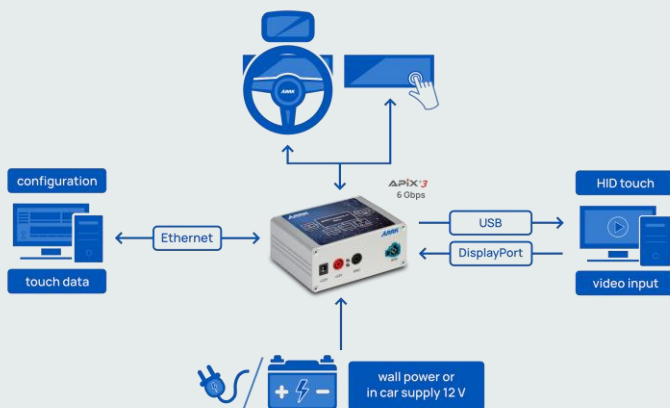 ARK
APIX®3
6 Gbps
configuration
HID touch
Ethernet
USB
DisplayPort
touch data
video input
wall power or
in car supply 12 V